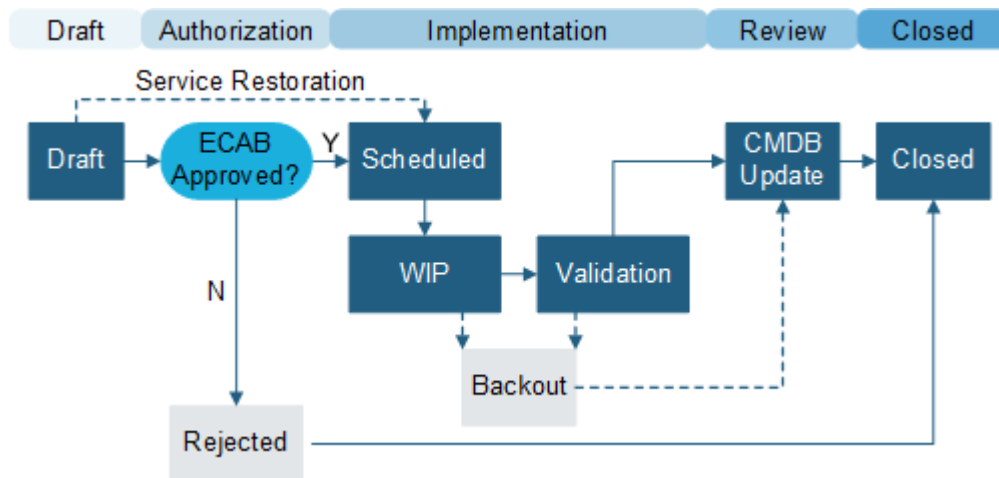 Draft
Authorization
Implementation
Review
Closed
Service Restoration
Draft
ECAB
Approved?
Y
Scheduled
CMDB
Update
Closed
WIP
Validation
N
Backout
Rejected